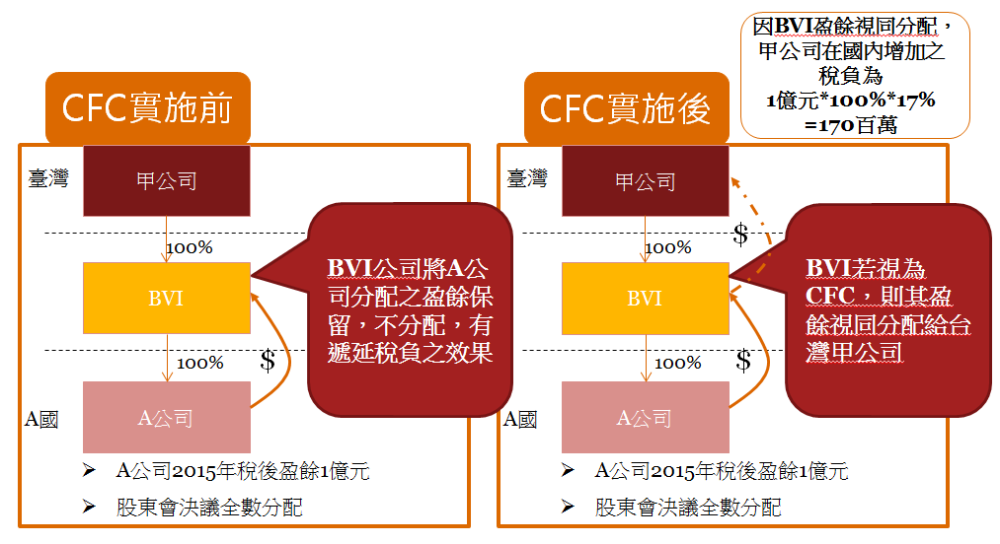 因BVI盈餘視同分配，
甲公司在國內增加之
稅負為
1億元*100%*17%
=170百萬
CFC實施前
臺灣
甲公司
100%
BVI
BVI公司將A公
司分配之盈餘保
留，不分配，有
遞延稅負之效果
100%
$
A國
A公司
➢ A公司2015年稅後盈餘1億元
➢ 股東會決議全數分配
CFC實施後
臺灣
甲公司
100%
$
BVI
BVI若視為
CFC，則其盈
餘視同分配給台
灣甲公司
100%
$
A國
A公司
➢ A公司2015年稅後盈餘1億元
➢ 股東會決議全數分配